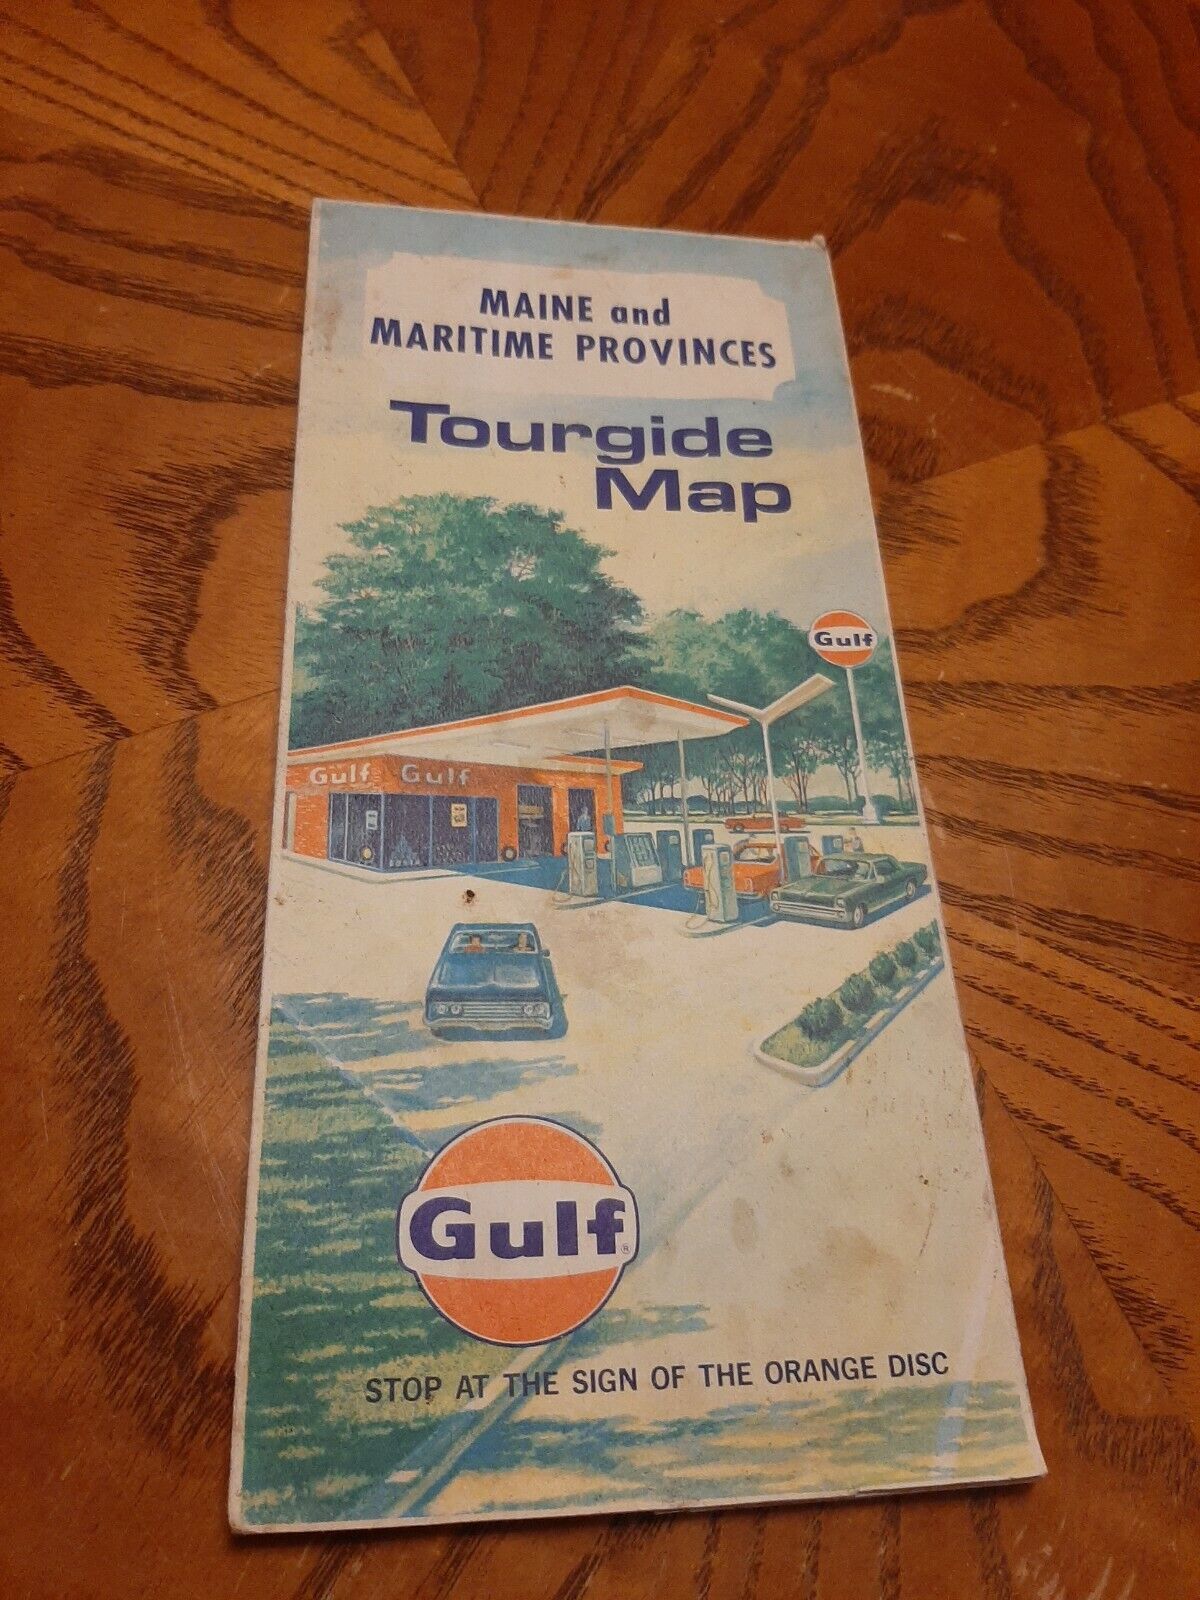 MAINE and
MARITIME PROVINCES
Tourgide
Map
Gulf
Gulf Gulf
Gulf®
STOP AT THE SIGN OF THE ORANGE DISC